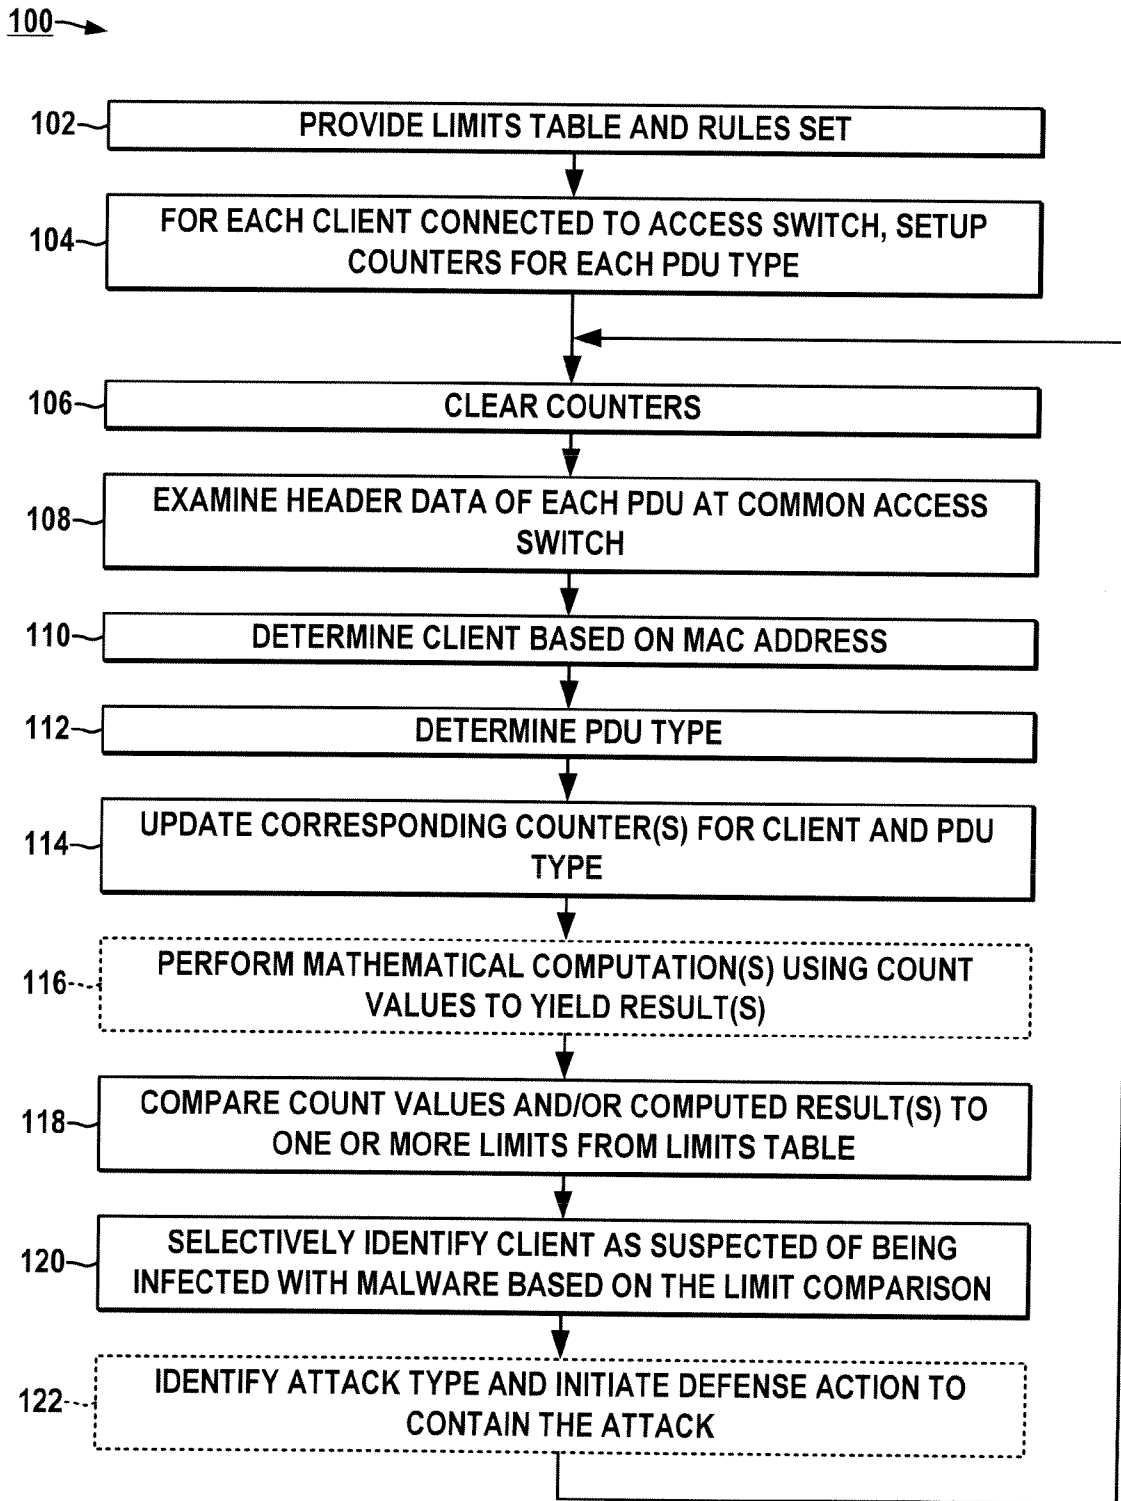 100
102
PROVIDE LIMITS TABLE AND RULES SET
104
FOR EACH CLIENT CONNECTED TO ACCESS SWITCH, SETUP
COUNTERS FOR EACH PDU TYPE
106
CLEAR COUNTERS
108
EXAMINE HEADER DATA OF EACH PDU AT COMMON ACCESS
SWITCH
110
DETERMINE CLIENT BASED ON MAC ADDRESS
112
DETERMINE PDU TYPE
114
UPDATE CORRESPONDING COUNTER(S) FOR CLIENT AND PDU
TYPE
116
PERFORM MATHEMATICAL COMPUTATION(S) USING COUNT
VALUES TO YIELD RESULT(S)
118
COMPARE COUNT VALUES AND/OR COMPUTED RESULT(S) TO
ONE OR MORE LIMITS FROM LIMITS TABLE
120
SELECTIVELY IDENTIFY CLIENT AS SUSPECTED OF BEING
INFECTED WITH MALWARE BASED ON THE LIMIT COMPARISON
122
IDENTIFY ATTACK TYPE AND INITIATE DEFENSE ACTION TO
CONTAIN THE ATTACK